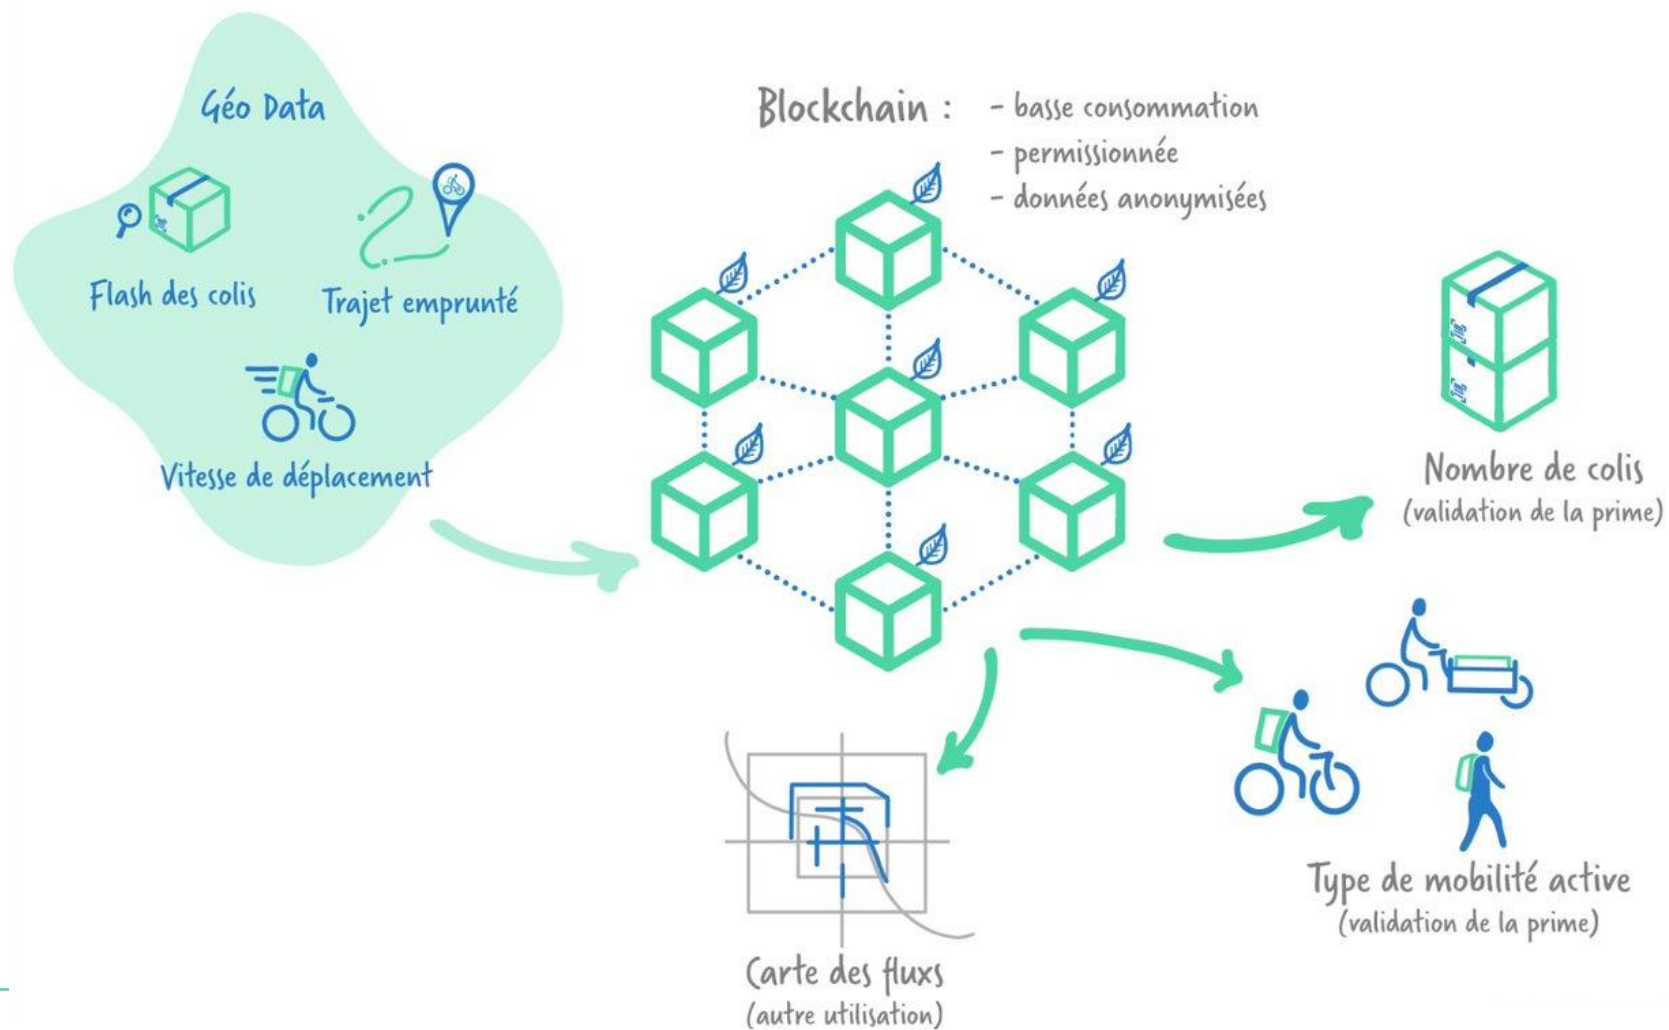 Géo Data
Flash des colis
Trajet emprunté
Vitesse de déplacement
Blockchain :
- basse consommation
- permissionnée
- données anonymisées
Nombre de colis
(validation de la prime)
Type de mobilité active
(validation de la prime)
Carte des fluxs
(autre utilisation)